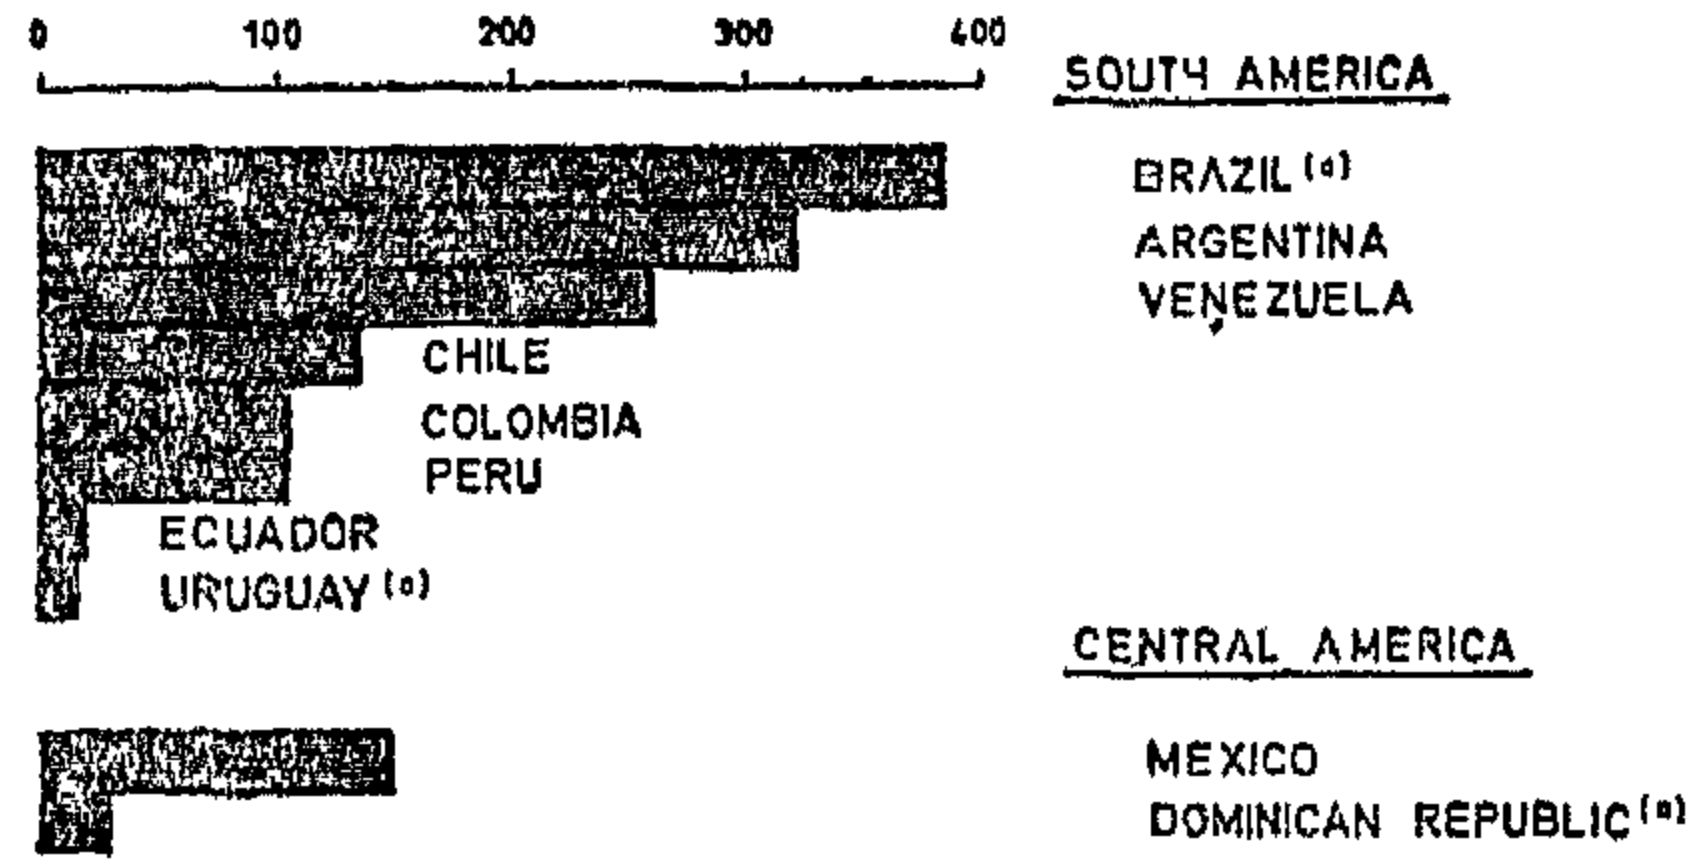 0 100 200 300 400
SOUTH AMERICA
BRAZIL (a)
ARGENTINA
VENEZUELA
CHILE
COLOMBIA
PERU
ECUADOR
URUGUAY (a)
CENTRAL AMERICA
MEXICO
DOMINICAN REPUBLIC (a)